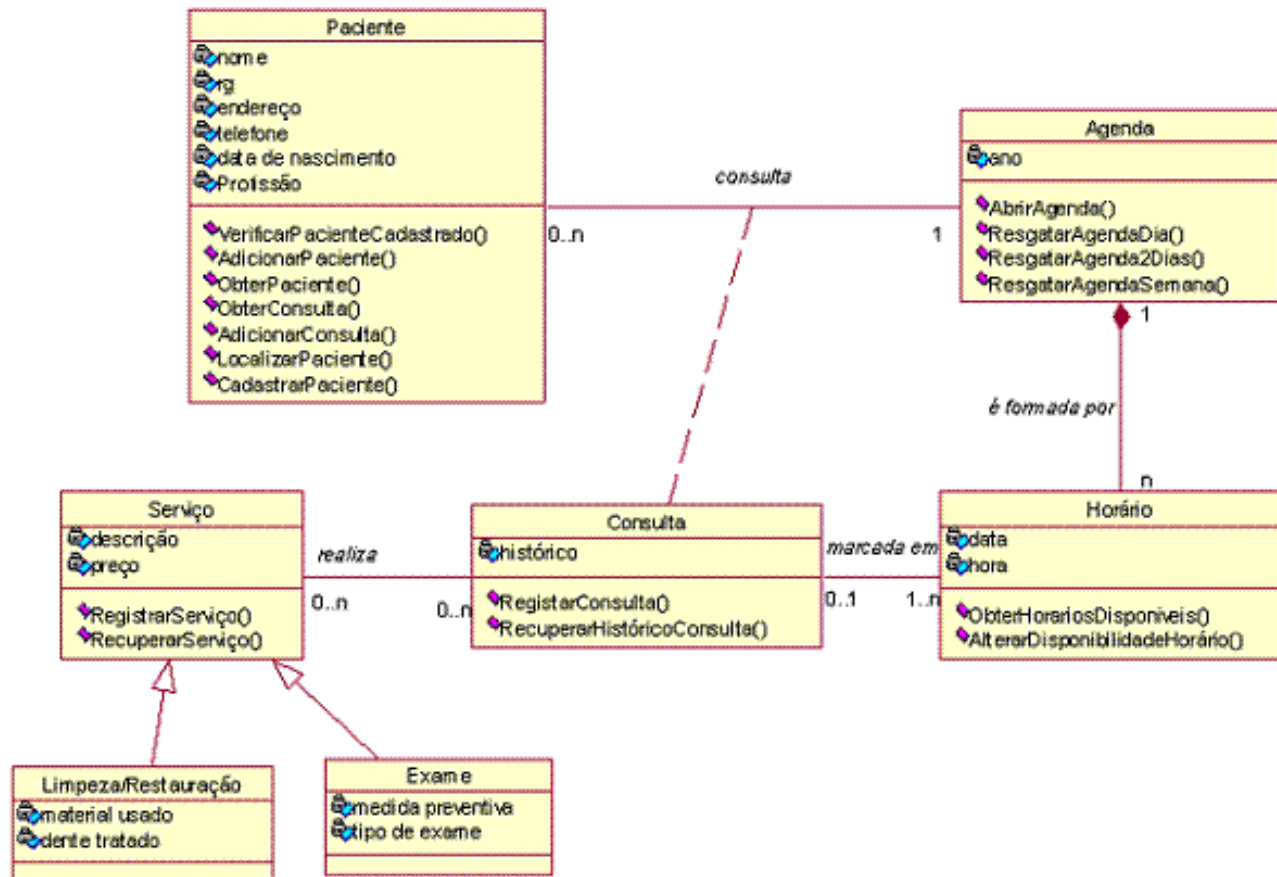 Paciente
nome
rg
endereço
telefone
data de nascimento
Profissão
VerificarPacienteCadastrado()
AdicionarPaciente()
ObterPaciente()
ObterConsulta()
AdicionarConsulta()
LocalizarPaciente()
CadastrarPaciente()
consulta
0..n
1
Agenda
ano
AbrirAgenda()
ResgatarAgendaDia()
ResgatarAgenda2Dias()
ResgatarAgendaSemana()
1
é formada por
n
Serviço
descrição
preço
RegistrarServiço()
RecuperarServiço()
realiza
0..n
0..n
Consulta
histórico
RegistarConsulta()
RecuperarHistóricoConsulta()
marcada em
0..1
1..n
Horário
data
hora
ObterHorariosDisponiveis()
AlterarDisponibilidadeHorário()
Limpeza/Restauração
material usado
dente tratado
Exame
medida preventiva
tipo de exame